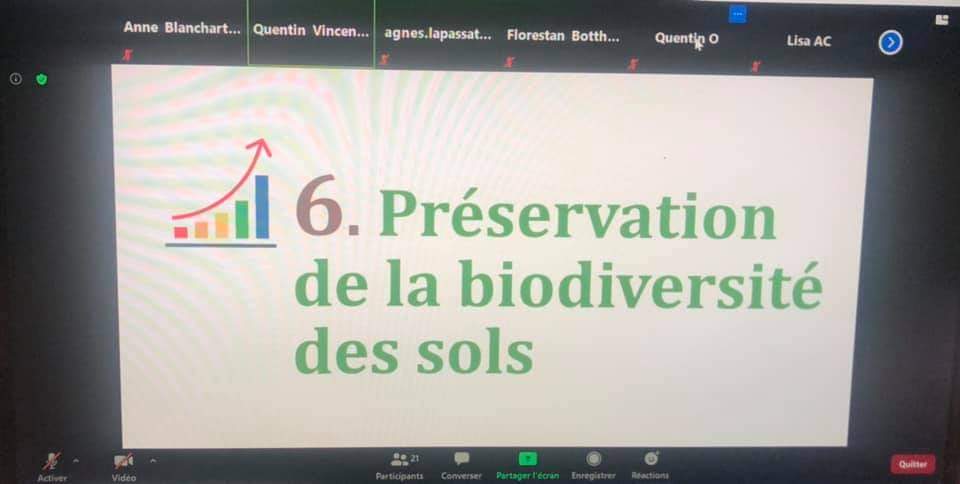 Anne Blanchart...
Quentin Vincen...
agnes.lapassat...
Florestan Botth...
Quentin O
Lisa AC
6. Préservation
de la biodiversité
des sols
Activer
Vidéo
21
Participants
Converser
Partager l'écran
Enregistrer
Réactions
Quitter